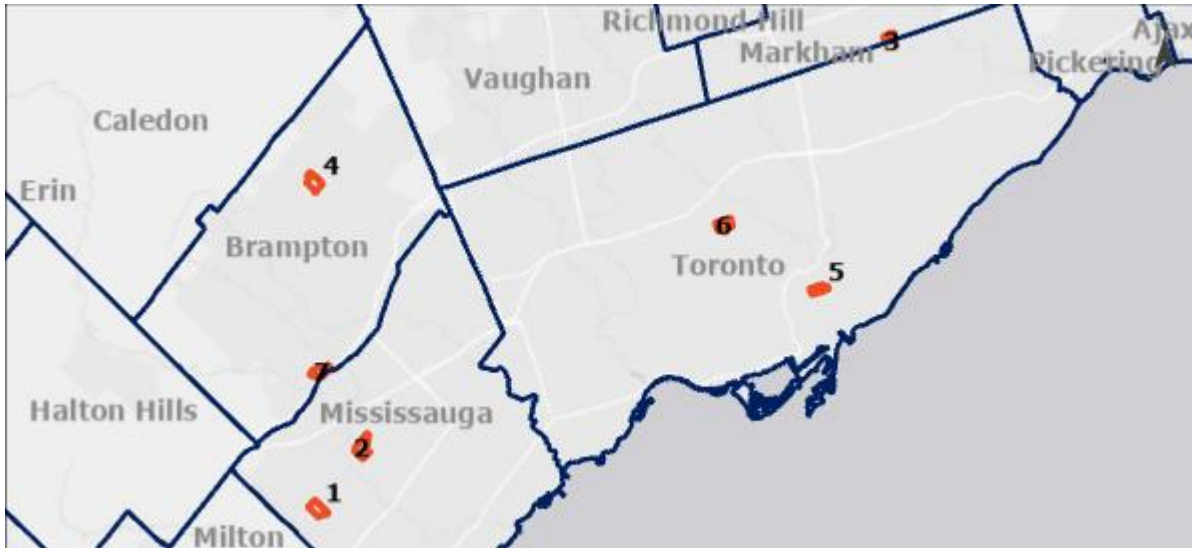 Richmond Hill
Ajax
Markham
3
Pickering
Vaughan
Caledon
4
Erin
6
Brampton
Toronto
5
7
Halton Hills
Mississauga
2
1
Milton